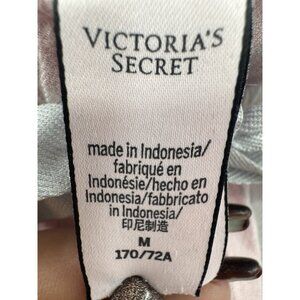 VICTORIA'S
SECRET
made in Indonesia/
fabriqué en
Indonésie/hecho en
Indonesia/fabbricato
in Indonesia/
印尼制造
M
170/72A